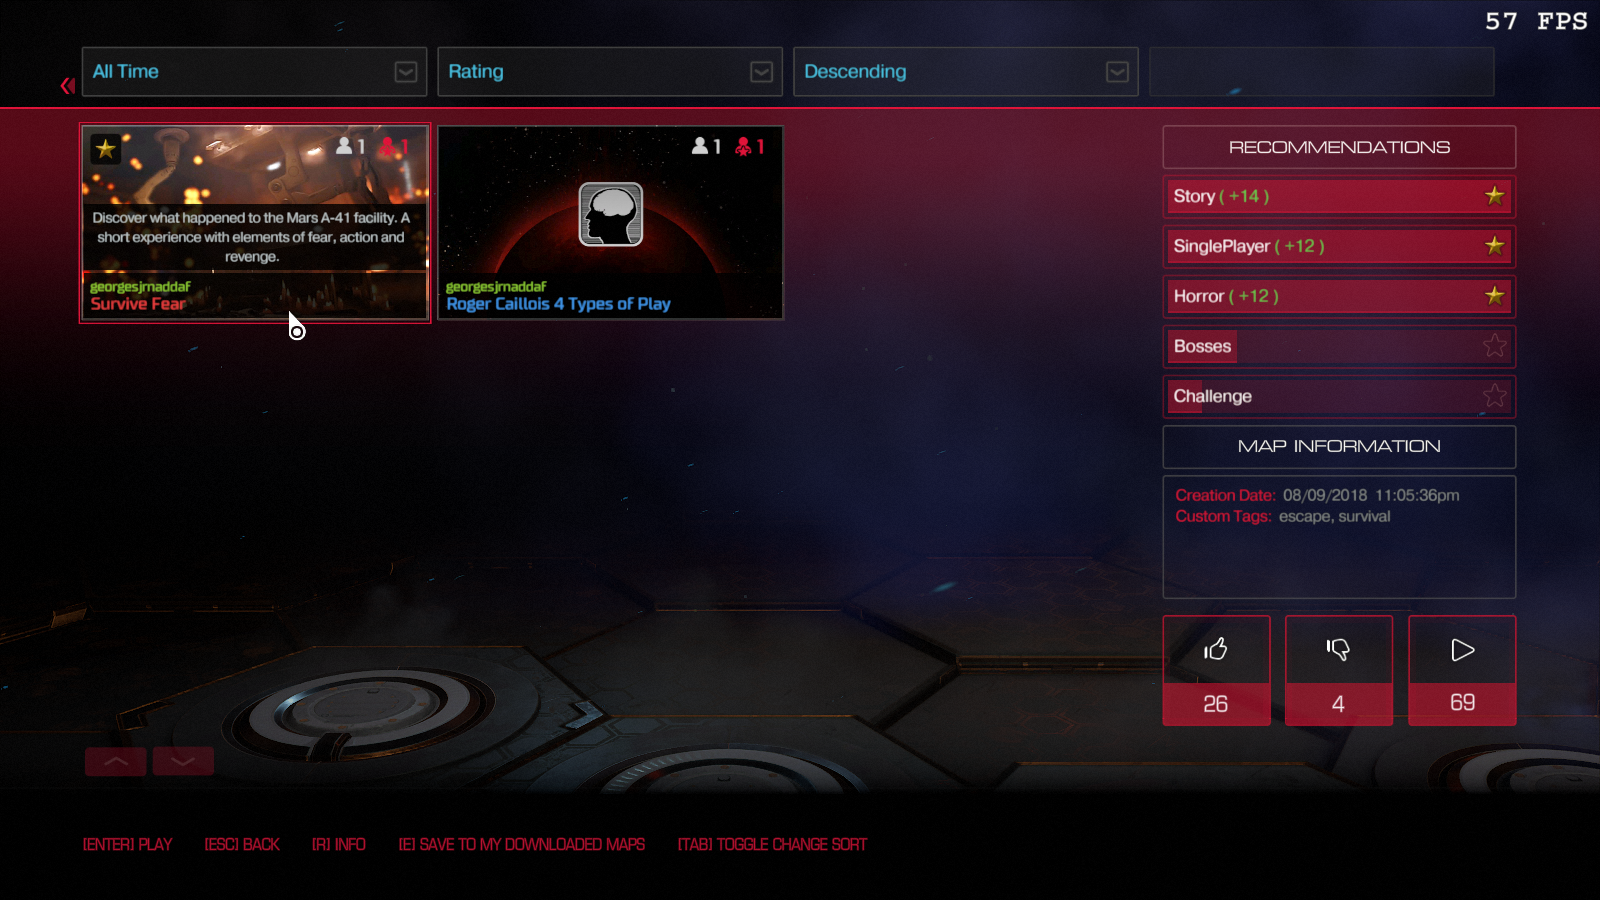 57 FPS
All Time
Rating
Descending
1 1
Discover what happened to the Mars A-41 facility. A
short experience with elements of fear, action and
revenge.
georgesjrnaddaf
Survive Fear
1 1
georgesjrnaddaf
Roger Caillois 4 Types of Play
RECOMMENDATIONS
Story ( +14 )
SinglePlayer ( +12 )
Horror ( +12 )
Bosses
Challenge
MAP INFORMATION
Creation Date: 08/09/2018 11:05:36pm
Custom Tags: escape, survival
26
4
69
[ENTER] PLAY [ESC] BACK [R] INFO [E] SAVE TO MY DOWNLOADED MAPS [TAB] TOGGLE CHANGE SORT